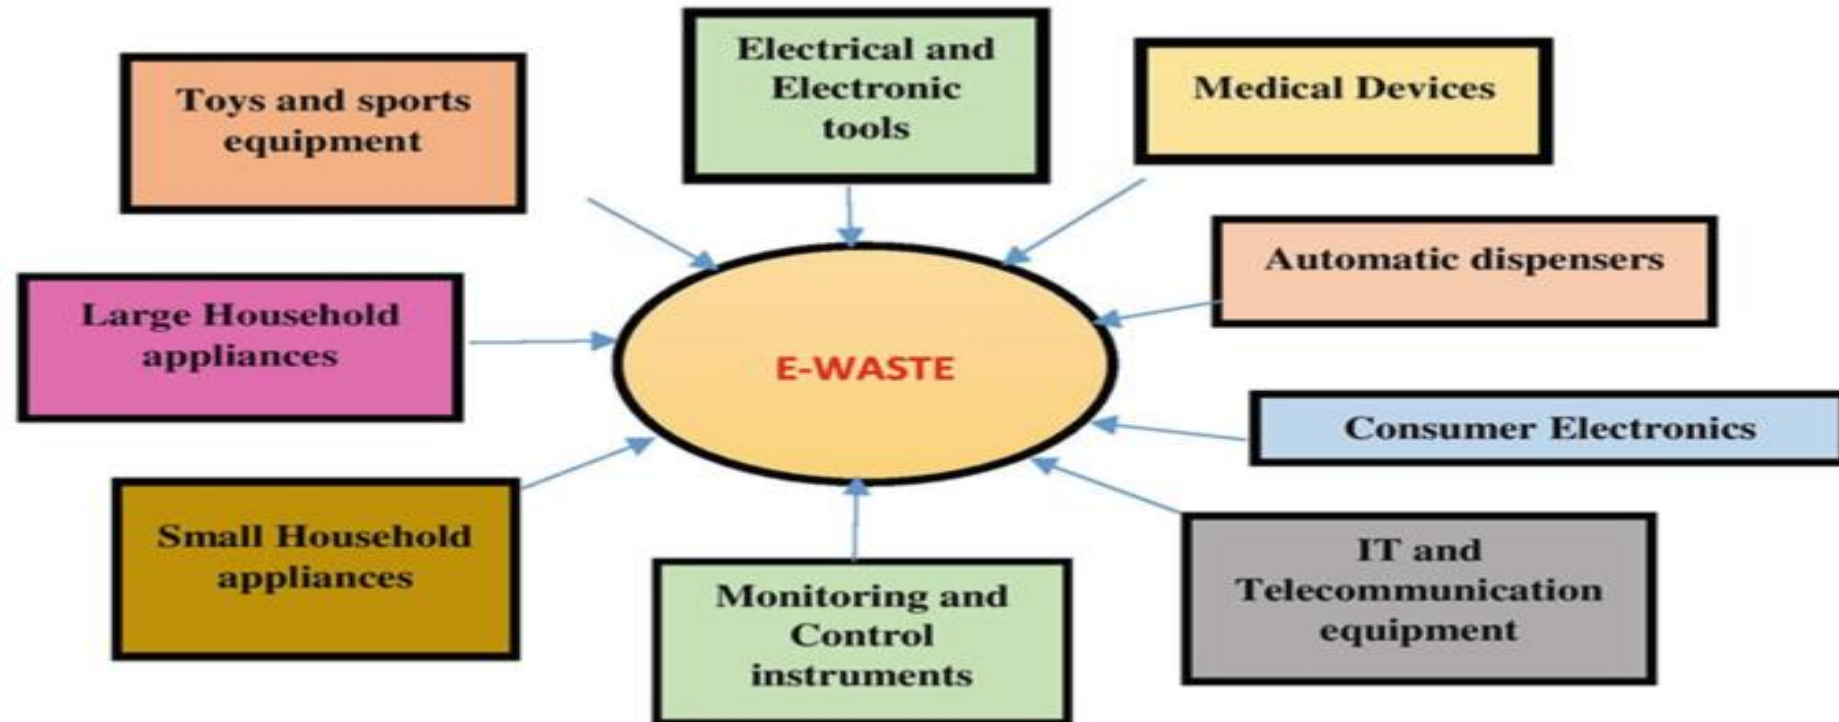 Electrical and
Electronic
tools
Toys and sports
equipment
Medical Devices
Automatic dispensers
Large Household
appliances
E-WASTE
Consumer Electronics
Small Household
appliances
IT and
Telecommunication
equipment
Monitoring and
Control
instruments